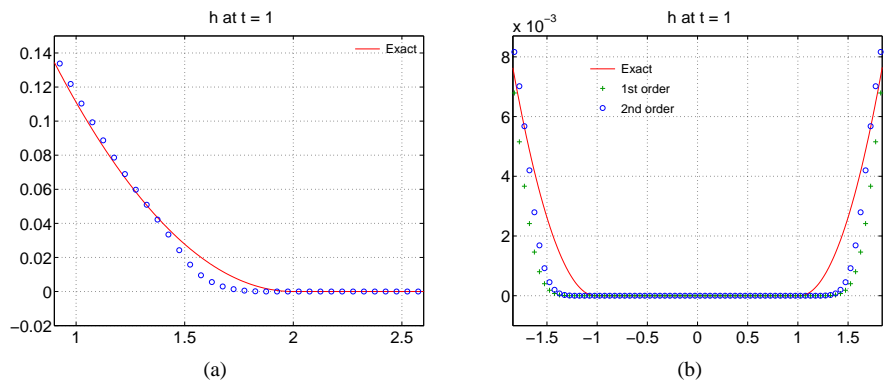 h at t = 1
0.14
0.12
0.1
0.08
0.06
0.04
0.02
0
−0.02
1
1.5
2
2.5
Exact
(a)
h at t = 1
x 10−3
8
6
4
2
0
−1.5
−1
−0.5
0
0.5
1
1.5
Exact
1st order
2nd order
(b)